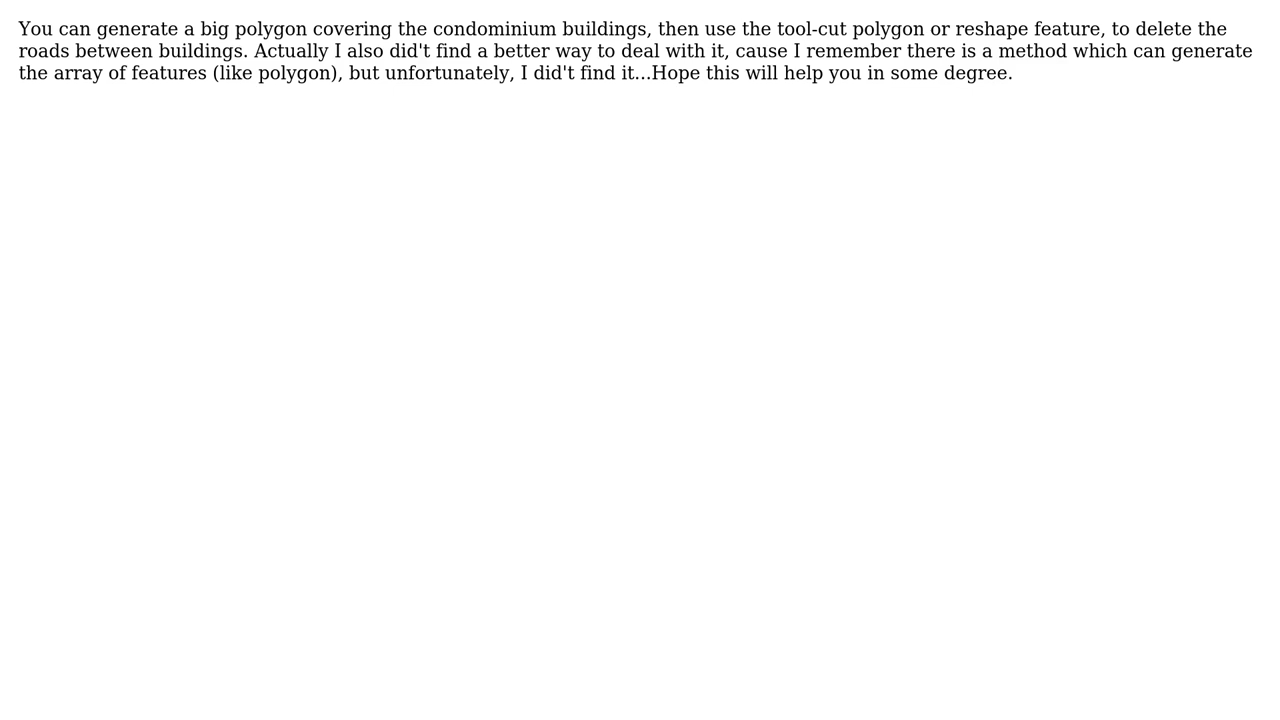 You can generate a big polygon covering the condominium buildings, then use the tool-cut polygon or reshape feature, to delete the
roads between buildings. Actually I also did't find a better way to deal with it, cause I remember there is a method which can generate
the array of features (like polygon), but unfortunately, I did't find it...Hope this will help you in some degree.